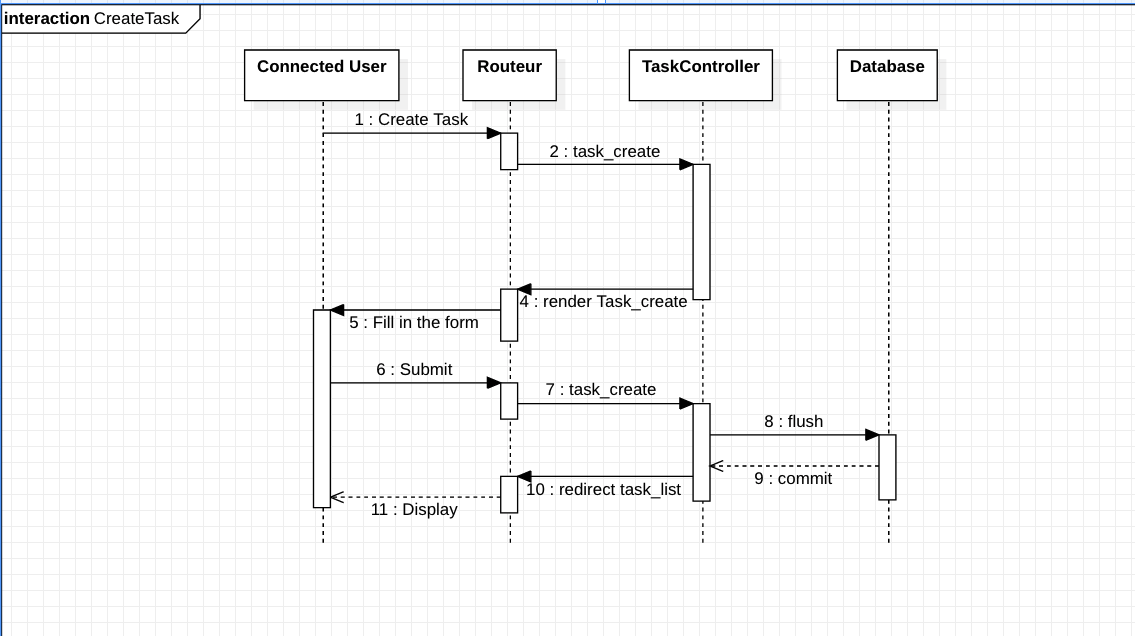 interaction CreateTask
Connected User
Routeur
TaskController
Database
1 : Create Task
2 : task_create
4 : render Task_create
5 : Fill in the form
6 : Submit
7 : task_create
8 : flush
9 : commit
10 : redirect task_list
11 : Display